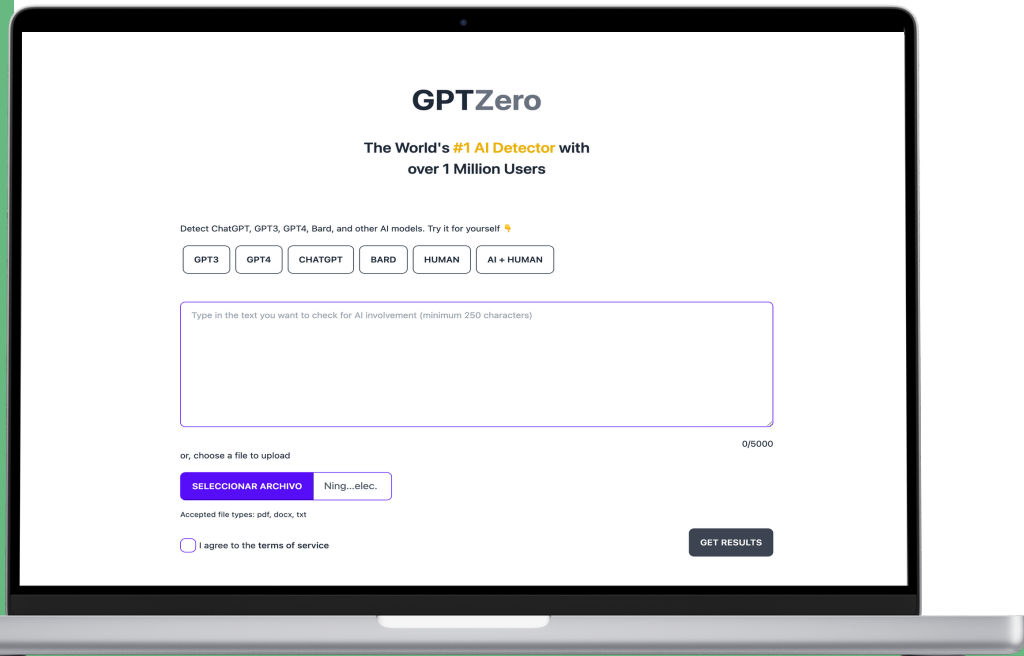 GPTZero
The World's #1 AI Detector with
over 1 Million Users
Detect ChatGPT, GPT3, GPT4, Bard, and other AI models. Try it for yourself 👇
GPT3 GPT4 CHATGPT BARD HUMAN AI + HUMAN
Type in the text you want to check for AI involvement (minimum 250 characters)
0/5000
or, choose a file to upload
SELECCIONAR ARCHIVO Ning...elec.
Accepted file types: pdf, docx, txt
I agree to the terms of service
GET RESULTS